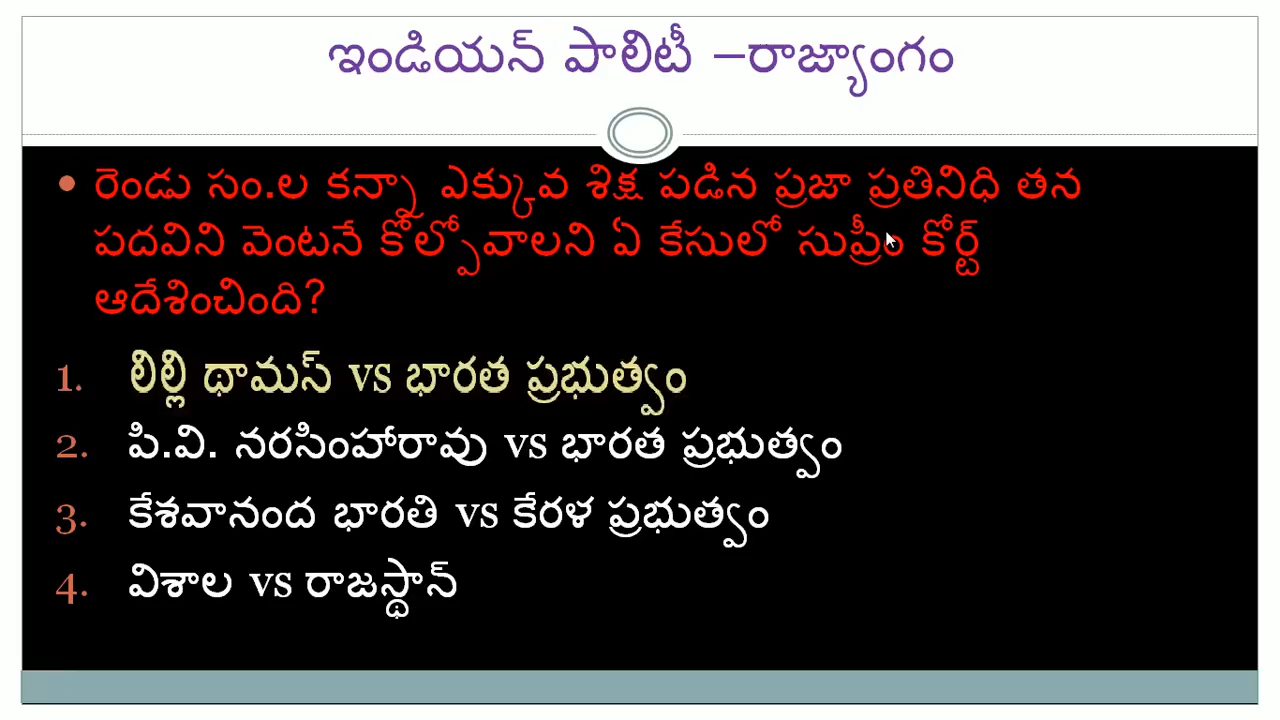 ఇండియన్ పాలిటీ –రాజ్యాంగం
• రెండు సం.ల కన్నా ఎక్కువ శిక్ష పడిన ప్రజా ప్రతినిధి తన
పదవిని వెంటనే కోల్పోవాలని ఏ కేసులో సుప్రీం కోర్ట్
ఆదేశించింది?
1. లిల్లి థామస్ vs భారత ప్రభుత్వం
2. పి.వి. నరసింహారావు vs భారత ప్రభుత్వం
3. కేశవానంద భారతి vs కేరళ ప్రభుత్వం
4. విశాల vs రాజస్థాన్